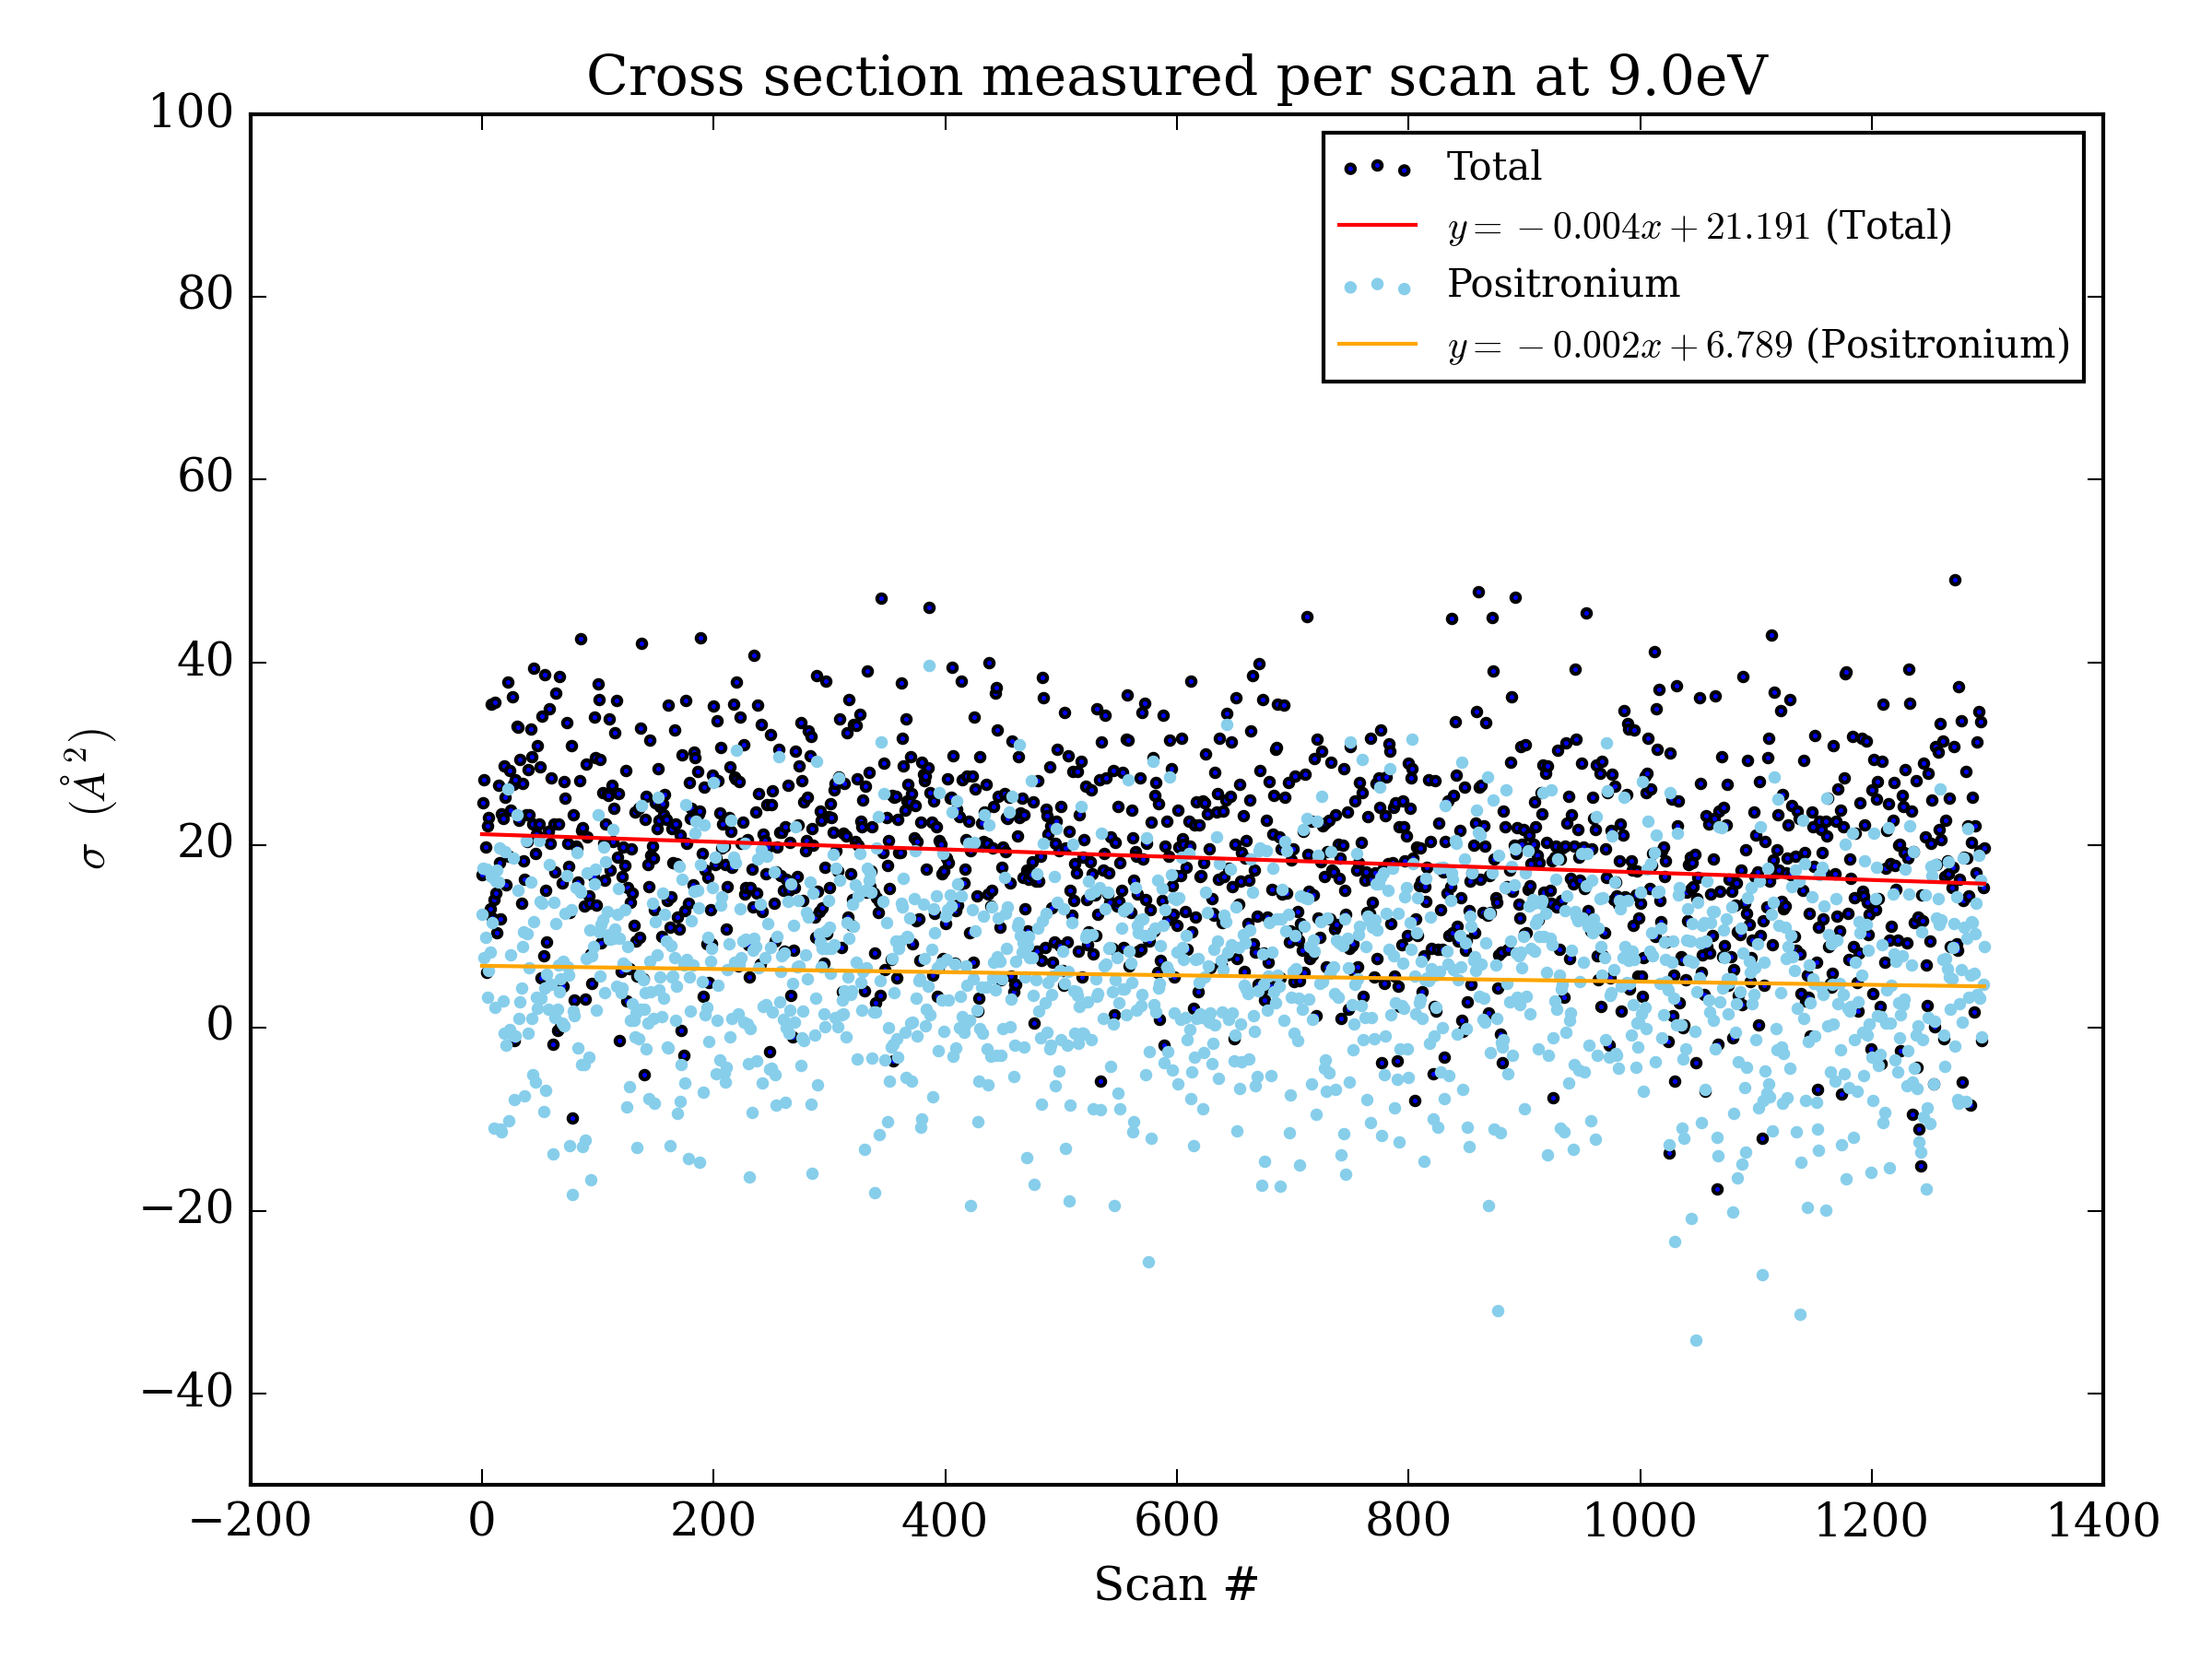 Cross section measured per scan at 9.0eV
100
80
60
40
20
0
−20
−40
σ (Å²)
Total
y = −0.004x + 21.191 (Total)
Positronium
y = −0.002x + 6.789 (Positronium)
−200 0 200 400 600 800 1000 1200 1400
Scan #